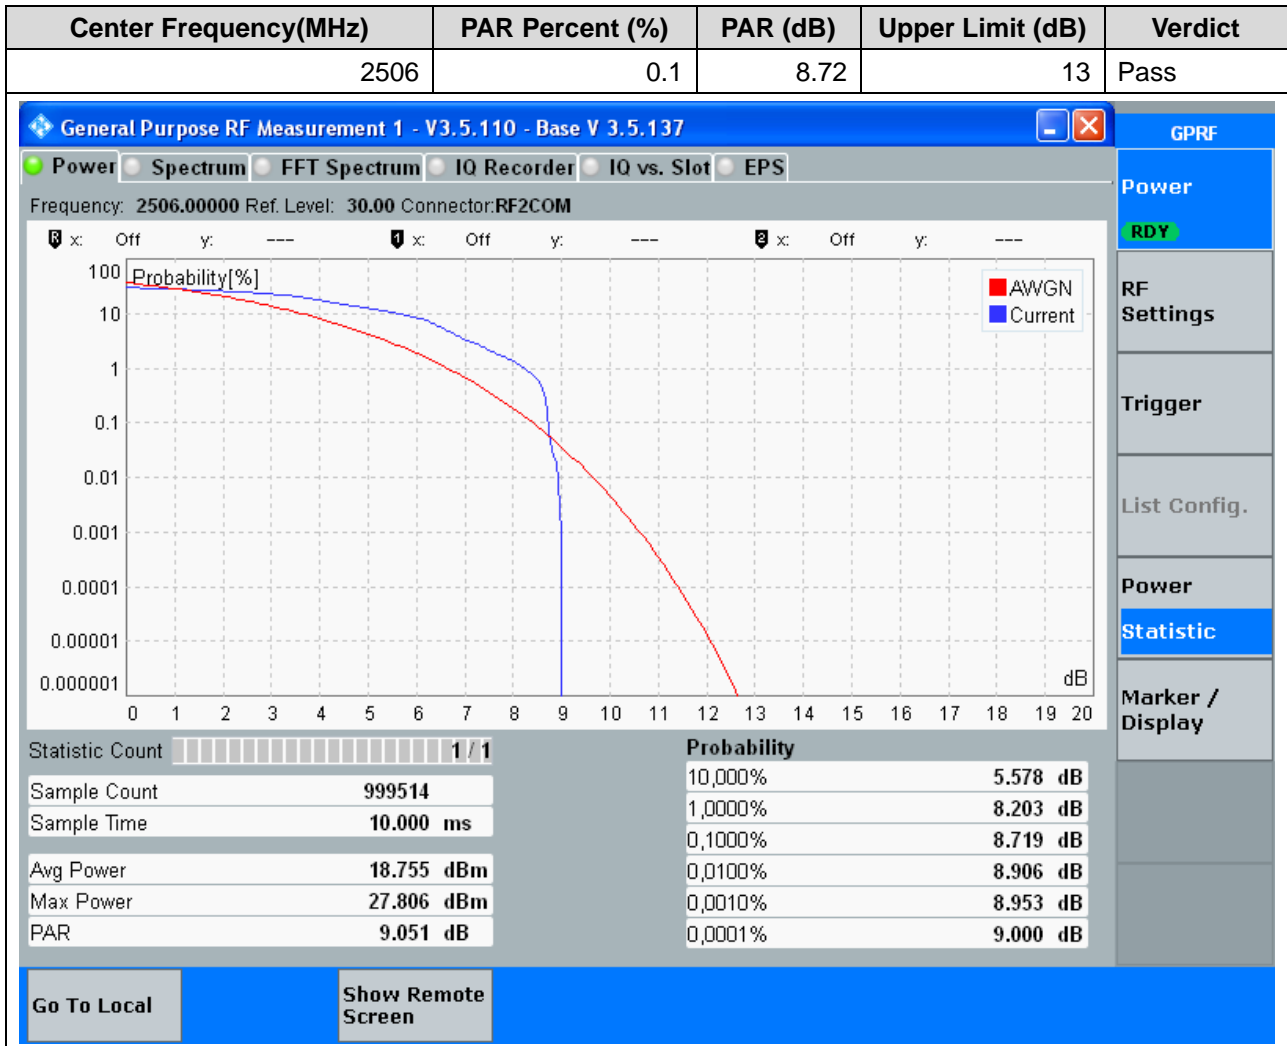 Center Frequency(MHz) PAR Percent (%) PAR (dB) Upper Limit (dB) Verdict
2506 0.1 8.72 13 Pass
General Purpose RF Measurement 1 - V3.5.110 - Base V 3.5.137
GPRF
Power Spectrum FFT Spectrum IQ Recorder IQ vs. Slot EPS
Power
RDY
Frequency: 2506.00000 Ref. Level: 30.00 Connector:RF2COM
R x: Off y: --- 1 x: Off y: --- 2 x: Off y: ---
Probability[%]
AWGN
Current
100
10
1
0.1
0.01
0.001
0.0001
0.00001
0.000001
dB
0 1 2 3 4 5 6 7 8 9 10 11 12 13 14 15 16 17 18 19 20
RF
Settings
Trigger
List Config.
Power
Statistic
Marker /
Display
Statistic Count 1 / 1
Sample Count 999514
Sample Time 10.000 ms
Avg Power 18.755 dBm
Max Power 27.806 dBm
PAR 9.051 dB
Probability
10,000% 5.578 dB
1,0000% 8.203 dB
0,1000% 8.719 dB
0,0100% 8.906 dB
0,0010% 8.953 dB
0,0001% 9.000 dB
Go To Local
Show Remote
Screen